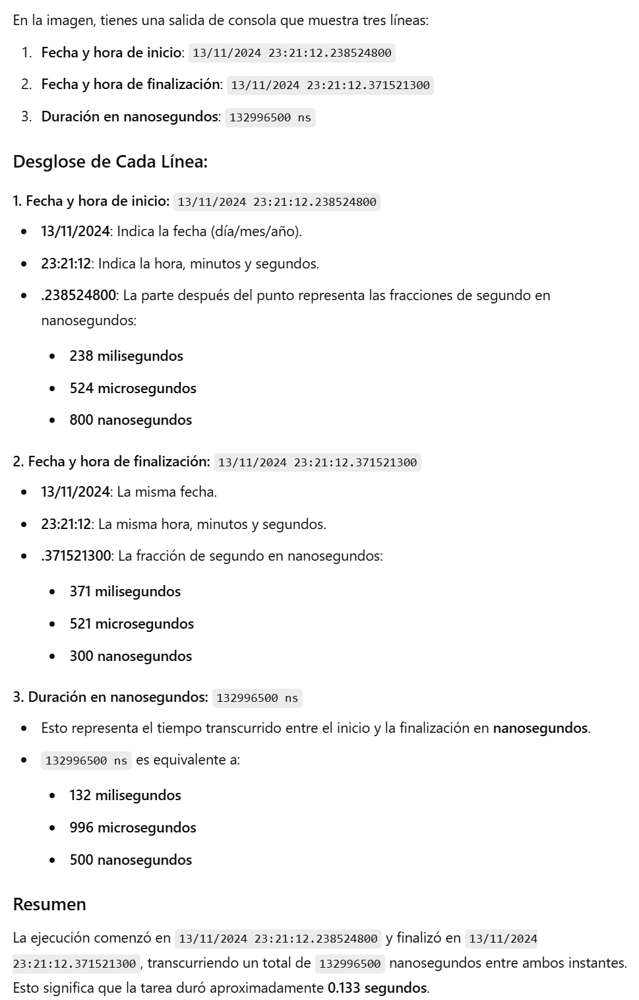 En la imagen, tienes una salida de consola que muestra tres líneas:
1. Fecha y hora de inicio: 13/11/2024 23:21:12.238524800
2. Fecha y hora de finalización: 13/11/2024 23:21:12.371521300
3. Duración en nanosegundos: 132996500 ns
Desglose de Cada Línea:
1. Fecha y hora de inicio: 13/11/2024 23:21:12.238524800
• 13/11/2024: Indica la fecha (día/mes/año).
• 23:21:12: Indica la hora, minutos y segundos.
• .238524800: La parte después del punto representa las fracciones de segundo en
nanosegundos:
• 238 milisegundos
• 524 microsegundos
• 800 nanosegundos
2. Fecha y hora de finalización: 13/11/2024 23:21:12.371521300
• 13/11/2024: La misma fecha.
• 23:21:12: La misma hora, minutos y segundos.
• .371521300: La fracción de segundo en nanosegundos:
• 371 milisegundos
• 521 microsegundos
• 300 nanosegundos
3. Duración en nanosegundos: 132996500 ns
• Esto representa el tiempo transcurrido entre el inicio y la finalización en nanosegundos.
• 132996500 ns es equivalente a:
• 132 milisegundos
• 996 microsegundos
• 500 nanosegundos
Resumen
La ejecución comenzó en 13/11/2024 23:21:12.238524800 y finalizó en 13/11/2024
23:21:12.371521300, transcurriendo un total de 132996500 nanosegundos entre ambos instantes.
Esto significa que la tarea duró aproximadamente 0.133 segundos.